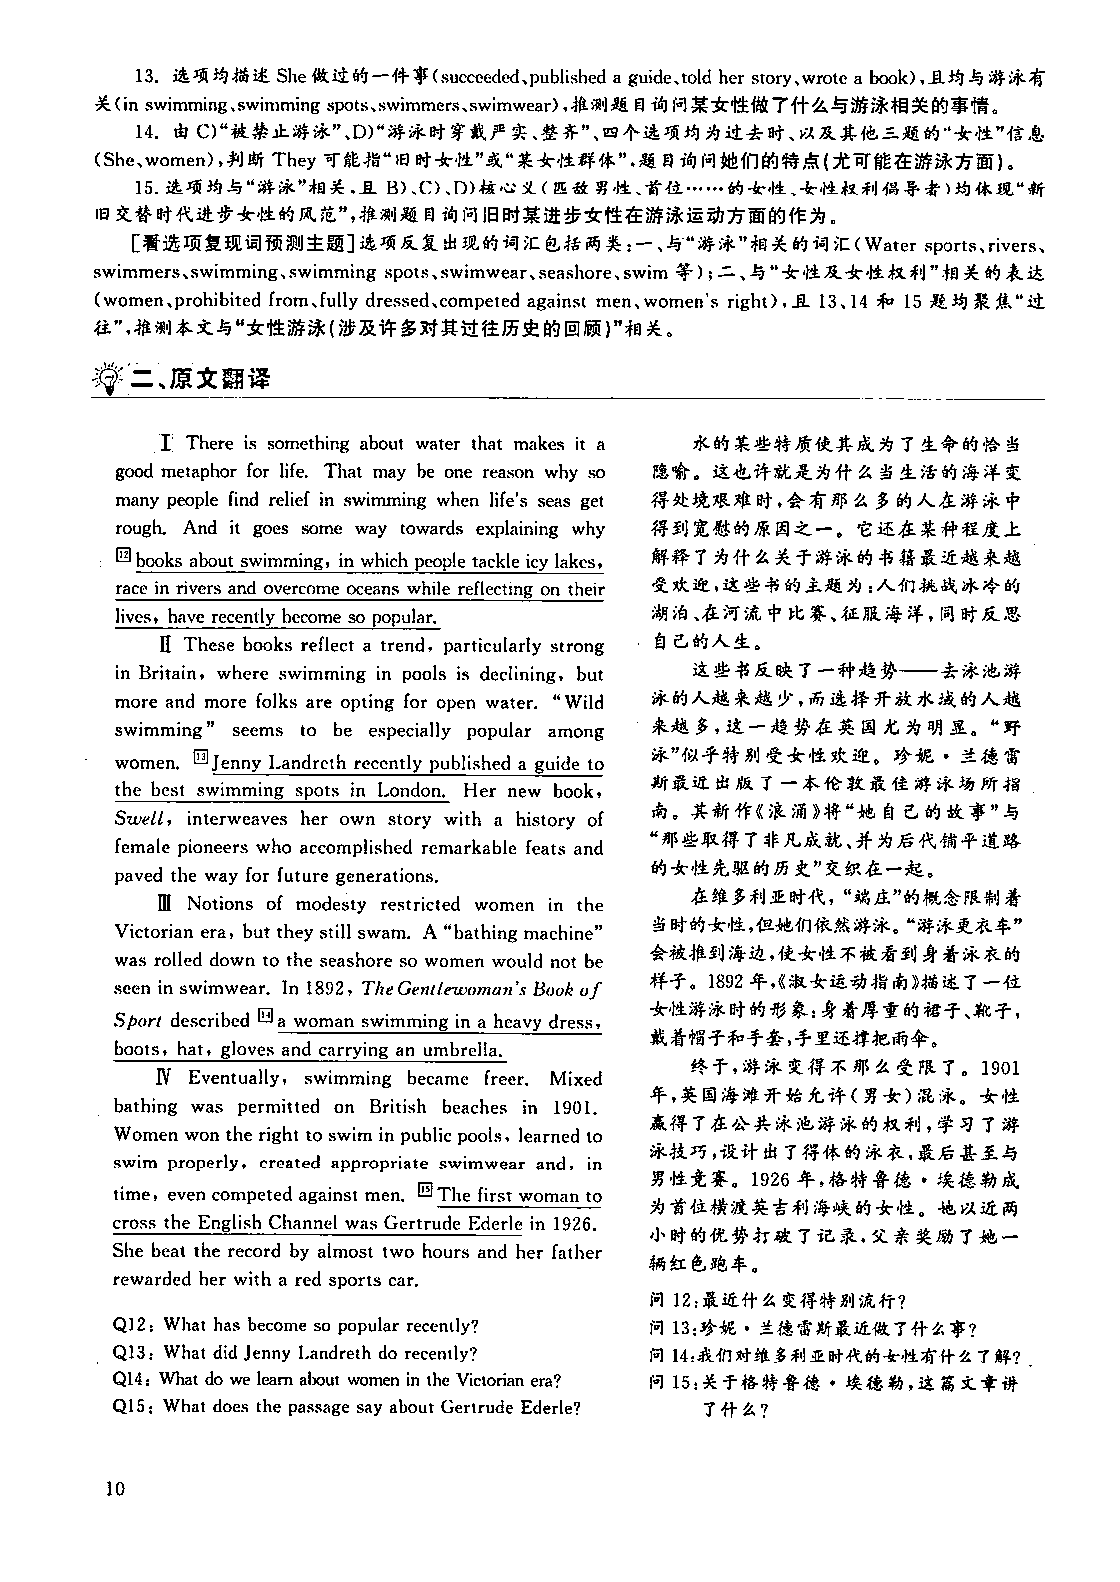 13. 选项均描述 She 做过的一件事(succeeded、published a guide、told her story、wrote a book),且均与游泳有
关(in swimming、swimming spots、swimmers、swimwear),推测题目询问某女性做了什么与游泳相关的事情。
14. 由 C)“被禁止游泳”、D)“游泳时穿戴严实、整齐”、四个选项均为过去时、以及其他三题的“女性”信息
(She、women),判断 They 可能指“旧时女性”或“某女性群体”,题目询问她们的特点(尤可能在游泳方面)。
15. 选项均与“游泳”相关,且 B)、C)、D)核心义(匹敌男性、首位……的女性、女性权利倡导者)均体现“新
旧交替时代进步女性的风范”,推测题目询问旧时某进步女性在游泳运动方面的作为。
[看选项复现词预测主题]选项反复出现的词汇包括两类:一、与“游泳”相关的词汇(Water sports、rivers、
swimmers、swimming、swimming spots、swimwear、seashore、swim 等);二、与“女性及女性权利”相关的表达
(women、prohibited from、fully dressed、competed against men、women's right),且 13、14 和 15 题均聚焦“过
往”,推测本文与“女性游泳(涉及许多对其过往历史的回顾)”相关。
二、原文翻译
Ⅰ There is something about water that makes it a
good metaphor for life. That may be one reason why so
many people find relief in swimming when life's seas get
rough. And it goes some way towards explaining why
[12] books about swimming, in which people tackle icy lakes,
race in rivers and overcome oceans while reflecting on their
lives, have recently become so popular.
Ⅱ These books reflect a trend, particularly strong
in Britain, where swimming in pools is declining, but
more and more folks are opting for open water. “Wild
swimming” seems to be especially popular among
women. [13] Jenny Landreth recently published a guide to
the best swimming spots in London. Her new book,
Swell, interweaves her own story with a history of
female pioneers who accomplished remarkable feats and
paved the way for future generations.
Ⅲ Notions of modesty restricted women in the
Victorian era, but they still swam. A “bathing machine”
was rolled down to the seashore so women would not be
seen in swimwear. In 1892, The Gentlewoman's Book of
Sport described [14] a woman swimming in a heavy dress,
boots, hat, gloves and carrying an umbrella.
Ⅳ Eventually, swimming became freer. Mixed
bathing was permitted on British beaches in 1901.
Women won the right to swim in public pools, learned to
swim properly, created appropriate swimwear and, in
time, even competed against men. [15] The first woman to
cross the English Channel was Gertrude Ederle in 1926.
She beat the record by almost two hours and her father
rewarded her with a red sports car.
Q12: What has become so popular recently?
Q13: What did Jenny Landreth do recently?
Q14: What do we learn about women in the Victorian era?
Q15: What does the passage say about Gertrude Ederle?
水的某些特质使其成为了生命的恰当
隐喻。这也许就是为什么当生活的海洋变
得处境艰难时,会有那么多的人在游泳中
得到宽慰的原因之一。它还在某种程度上
解释了为什么关于游泳的书籍最近越来越
受欢迎,这些书的主题为:人们挑战冰冷的
湖泊、在河流中比赛、征服海洋,同时反思
自己的人生。
这些书反映了一种趋势——去泳池游
泳的人越来越少,而选择开放水域的人越
来越多,这一趋势在英国尤为明显。“野
泳”似乎特别受女性欢迎。珍妮·兰德雷
斯最近出版了一本伦敦最佳游泳场所指
南。其新作《浪涌》将“她自己的故事”与
“那些取得了非凡成就、并为后代铺平道路
的女性先驱的历史”交织在一起。
在维多利亚时代,“端庄”的概念限制着
当时的女性,但她们依然游泳。“游泳更衣车”
会被推到海边,使女性不被看到身着泳衣的
样子。1892 年,《淑女运动指南》描述了一位
女性游泳时的形象:身着厚重的裙子、靴子,
戴着帽子和手套,手里还撑把雨伞。
终于,游泳变得不那么受限了。1901
年,英国海滩开始允许(男女)混泳。女性
赢得了在公共泳池游泳的权利,学习了游
泳技巧,设计出了得体的泳衣,最后甚至与
男性竞赛。1926 年,格特鲁德·埃德勒成
为首位横渡英吉利海峡的女性。她以近两
小时的优势打破了记录,父亲奖励了她一
辆红色跑车。
问 12:最近什么变得特别流行?
问 13:珍妮·兰德雷斯最近做了什么事?
问 14:我们对维多利亚时代的女性有什么了解?
问 15:关于格特鲁德·埃德勒,这篇文章讲
了什么?
10